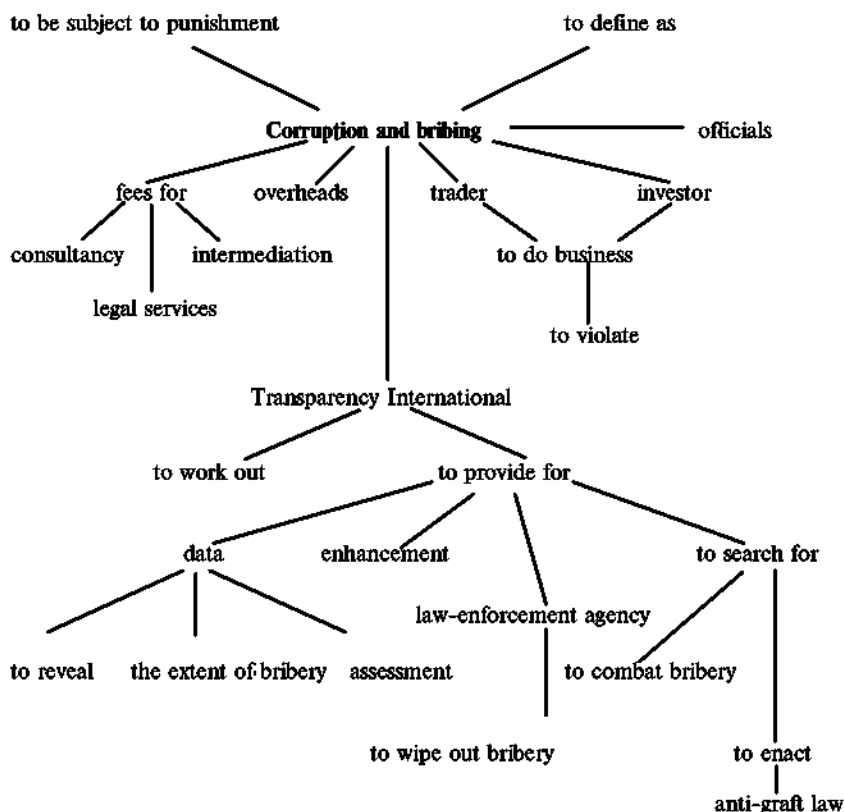 to be subject to punishment
to define as
Corruption and bribing
officials
fees for
overheads
trader
investor
consultancy
intermediation
to do business
legal services
to violate
Transparency International
to work out
to provide for
data
enhancement
to search for
law-enforcement agency
to reveal
the extent of bribery
assessment
to combat bribery
to wipe out bribery
to enact
anti-graft law